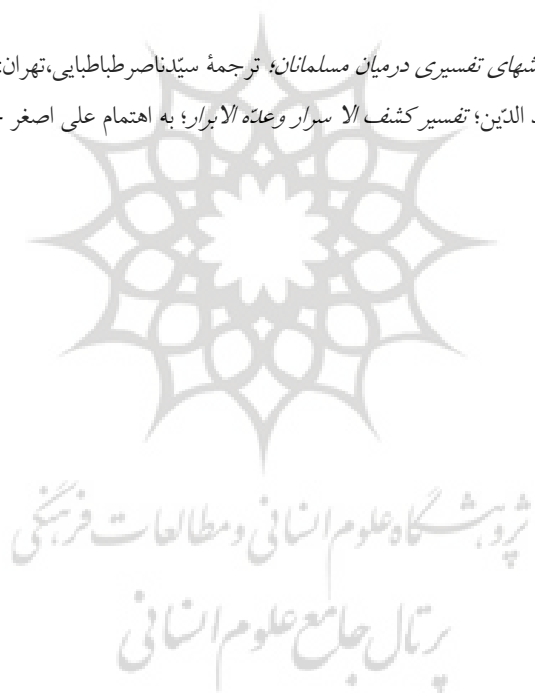 شهای تفسیری درمیان مسلمانان؛ ترجمهٔ سیّدناصرطباطبایی،تهران:
الدّین؛ تفسیر کشف الا سرار وعدّه الابرار؛ به اهتمام علی اصغر
پژوهشگاه علوم انسانی و مطالعات فرهنگی
پرتال جامع علوم انسانی